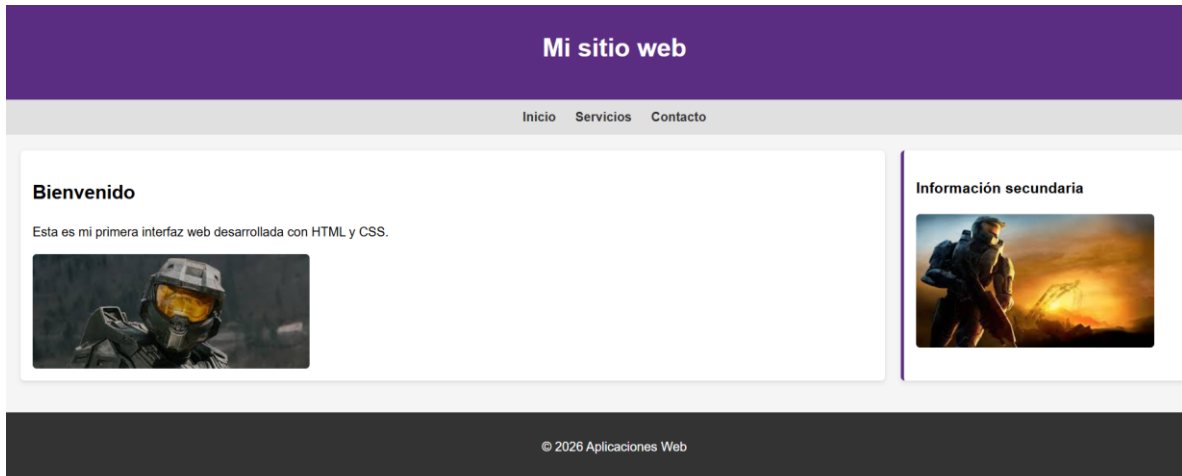 Mi sitio web
Inicio Servicios Contacto
Bienvenido
Esta es mi primera interfaz web desarrollada con HTML y CSS.
Información secundaria
© 2026 Aplicaciones Web